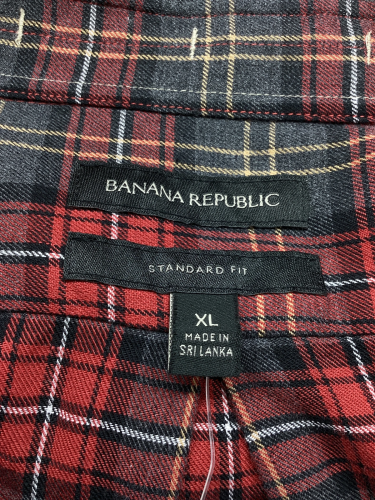 BANANA REPUBLIC
STANDARD FIT
XL
MADE IN
SRI LANKA